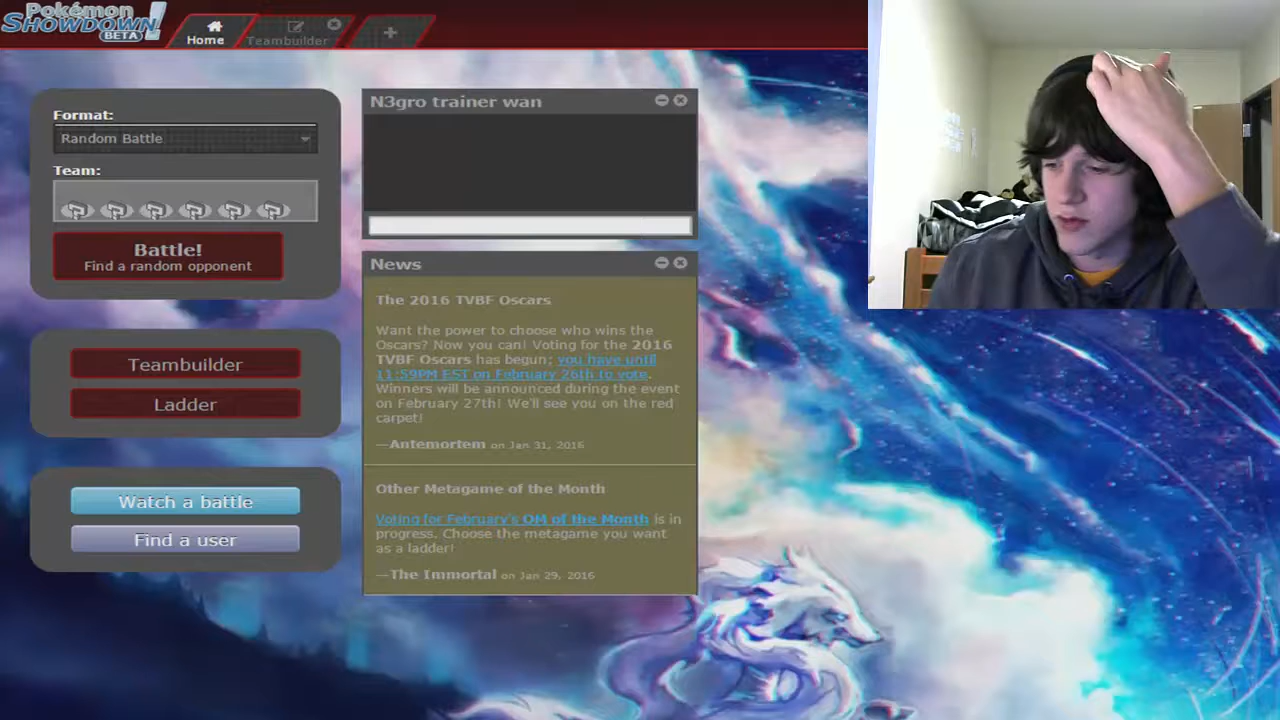 Pokémon
SHOWDOWN!
BETA
Home
Teambuilder
+
Format:
Random Battle
Team:
Battle!
Find a random opponent
Teambuilder
Ladder
Watch a battle
Find a user
N3gro trainer wan
News
The 2016 TVBF Oscars
Want the power to choose who wins the
Oscars? Now you can! Voting for the 2016
TVBF Oscars has begun; you have until
11:59PM EST on February 26th to vote.
Winners will be announced during the event
on February 27th! We'll see you on the red
carpet!
—Antemortem on Jan 31, 2016
Other Metagame of the Month
Voting for February's OM of the Month is in
progress. Choose the metagame you want
as a ladder!
—The Immortal on Jan 29, 2016